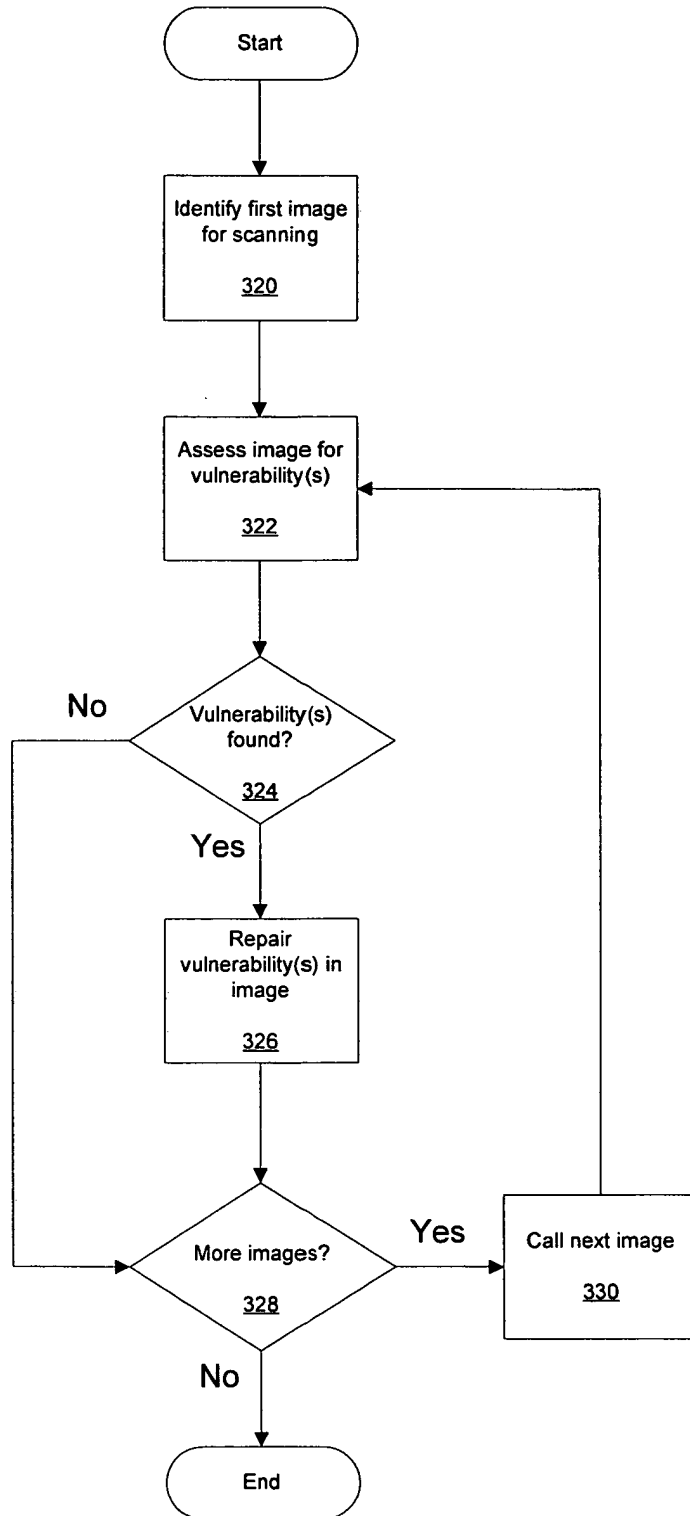 Start
Identify first image
for scanning
320
Assess image for
vulnerability(s)
322
No
Vulnerability(s)
found?
324
Yes
Repair
vulnerability(s) in
image
326
More images?
328
Yes
Call next image
330
No
End